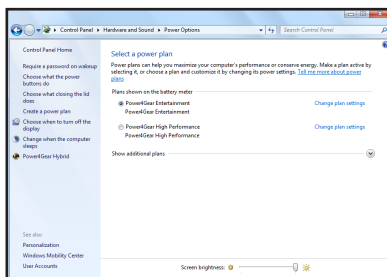 Control Panel ▸ Hardware and Sound ▸ Power Options
Search Control Panel
Control Panel Home
Require a password on wakeup
Choose what the power
buttons do
Choose what closing the lid
does
Create a power plan
Choose when to turn off the
display
Change when the computer
sleeps
Power4Gear Hybrid
See also
Personalization
Windows Mobility Center
User Accounts
Select a power plan
Power plans can help you maximize your computer's performance or conserve energy. Make a plan active by
selecting it, or choose a plan and customize it by changing its power settings. Tell me more about power
plans
Plans shown on the battery meter
Power4Gear Entertainment Change plan settings
Power4Gear Entertainment
Power4Gear High Performance Change plan settings
Power4Gear High Performance
Show additional plans
Screen brightness: